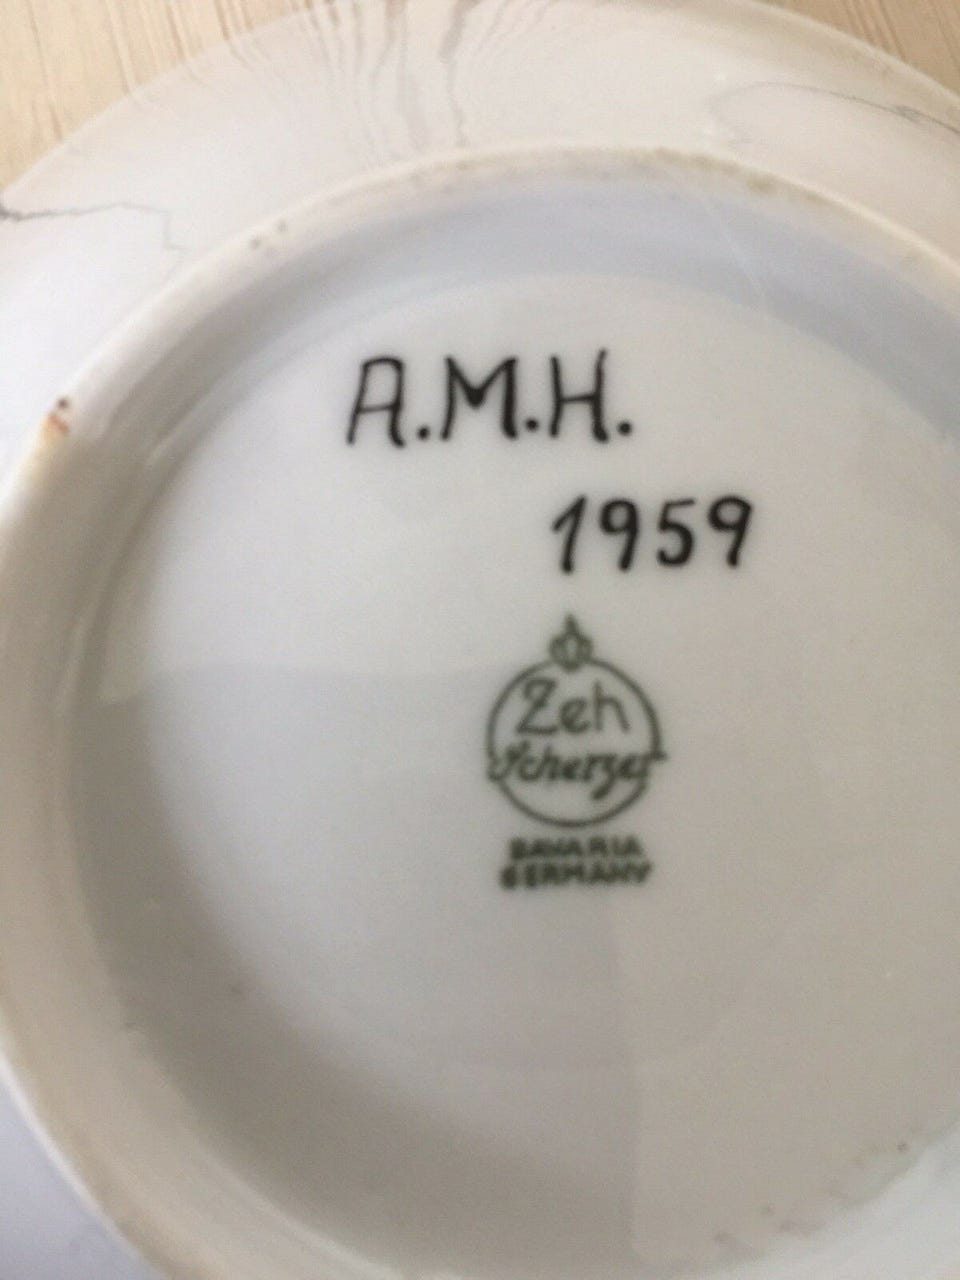 A.M.H.
1959
Zeh
Scherzer
BAVARIA
GERMANY